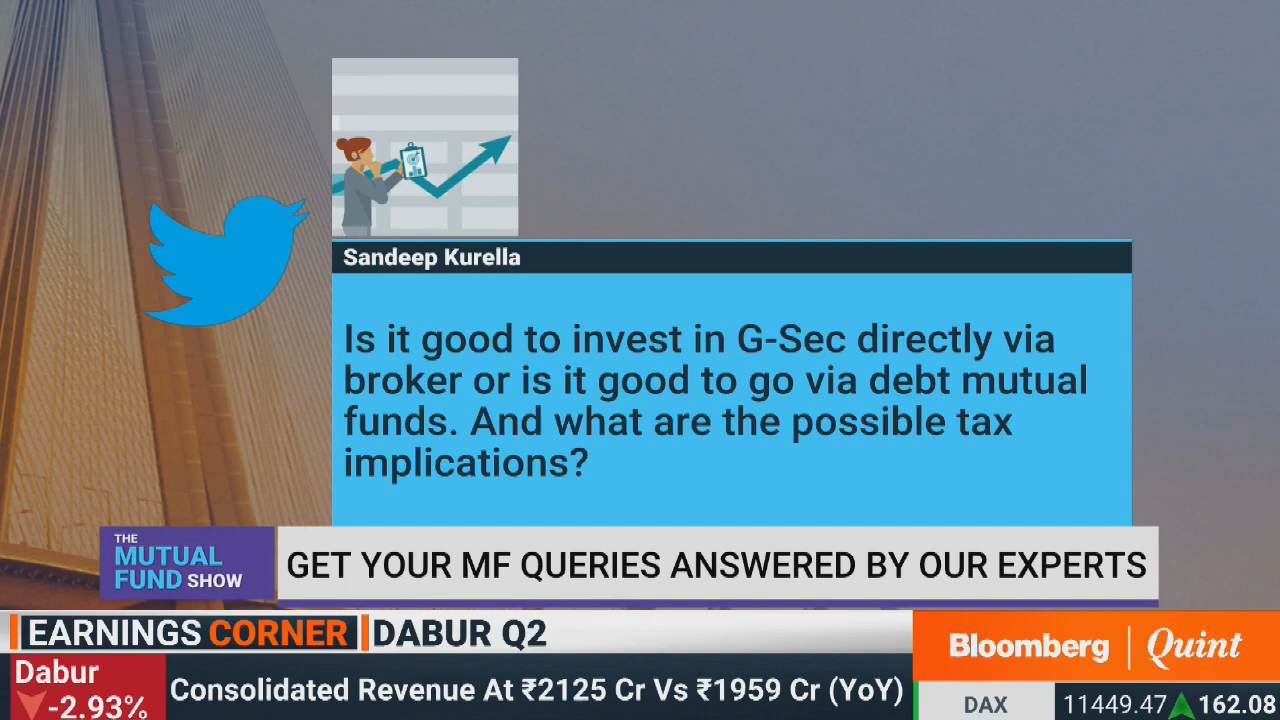 Sandeep Kurella
Is it good to invest in G-Sec directly via
broker or is it good to go via debt mutual
funds. And what are the possible tax
implications?
THE
MUTUAL
FUND SHOW
GET YOUR MF QUERIES ANSWERED BY OUR EXPERTS
EARNINGS CORNER DABUR Q2
Bloomberg | Quint
Dabur
-2.93%
Consolidated Revenue At ₹2125 Cr Vs ₹1959 Cr (YoY)
DAX 11449.47 162.08